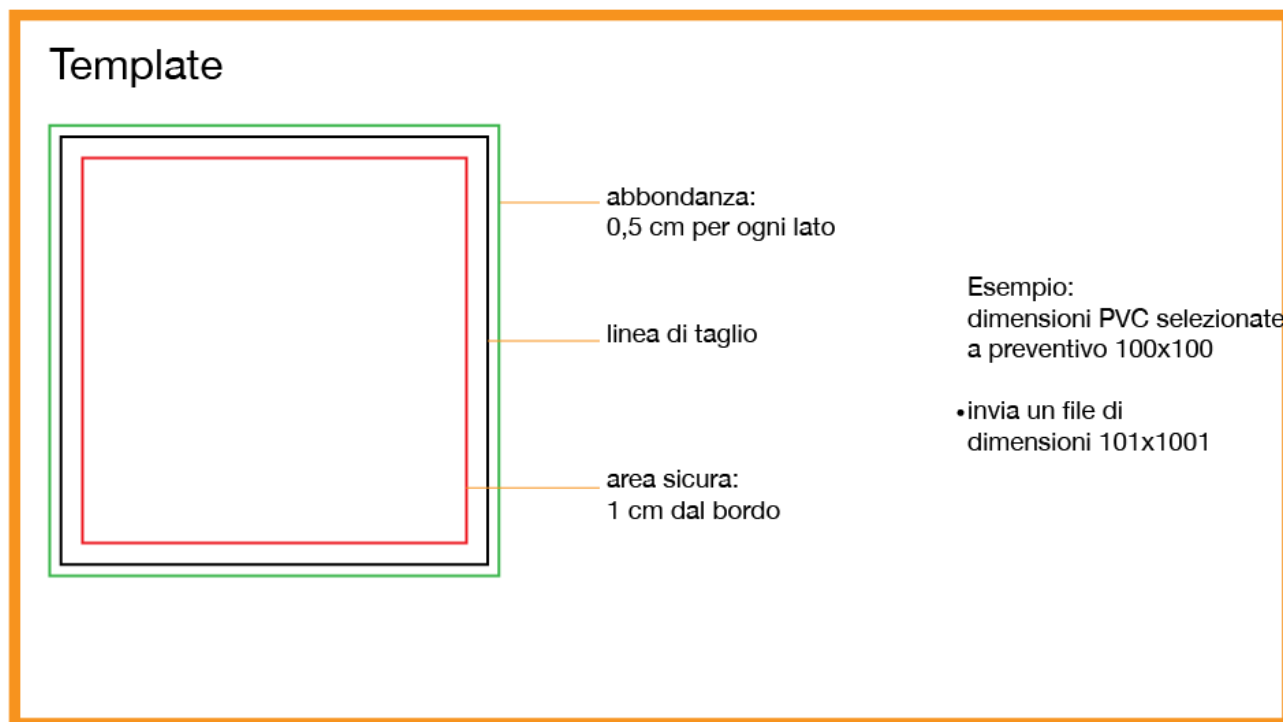 Template
abbondanza:
0,5 cm per ogni lato
linea di taglio
area sicura:
1 cm dal bordo
Esempio:
dimensioni PVC selezionate
a preventivo 100x100
•invia un file di
dimensioni 101x1001